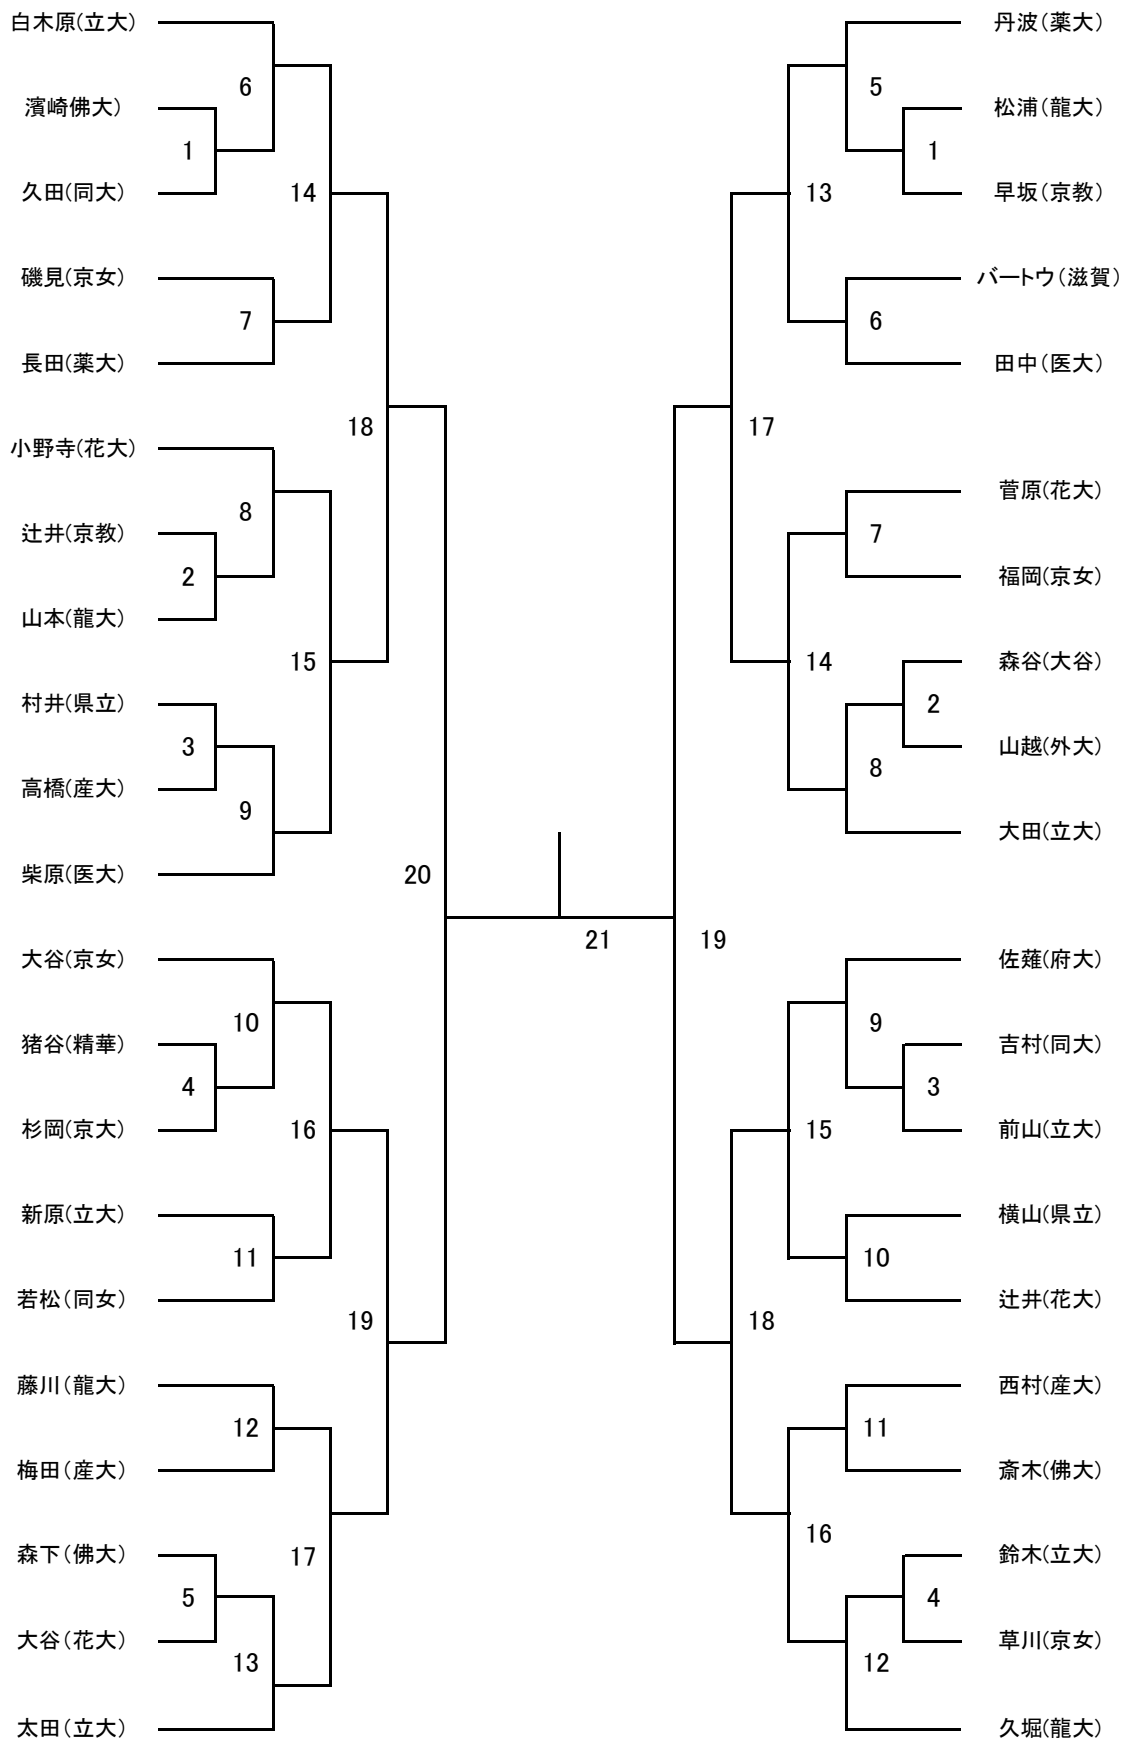 白木原(立大)
6
濱崎佛大)
1
久田(同大)
14
磯見(京女)
7
長田(薬大)
18
小野寺(花大)
8
辻井(京教)
2
山本(龍大)
15
村井(県立)
3
高橋(産大)
9
柴原(医大)
20
大谷(京女)
10
猪谷(精華)
4
杉岡(京大)
16
新原(立大)
11
若松(同女)
19
藤川(龍大)
12
梅田(産大)
17
森下(佛大)
5
大谷(花大)
13
太田(立大)
21
丹波(薬大)
5
松浦(龍大)
1
早坂(京教)
13
バートウ(滋賀)
6
田中(医大)
17
菅原(花大)
7
福岡(京女)
14
森谷(大谷)
2
山越(外大)
8
大田(立大)
19
佐薙(府大)
9
吉村(同大)
3
前山(立大)
15
横山(県立)
10
辻井(花大)
18
西村(産大)
11
斎木(佛大)
16
鈴木(立大)
4
草川(京女)
12
久堀(龍大)